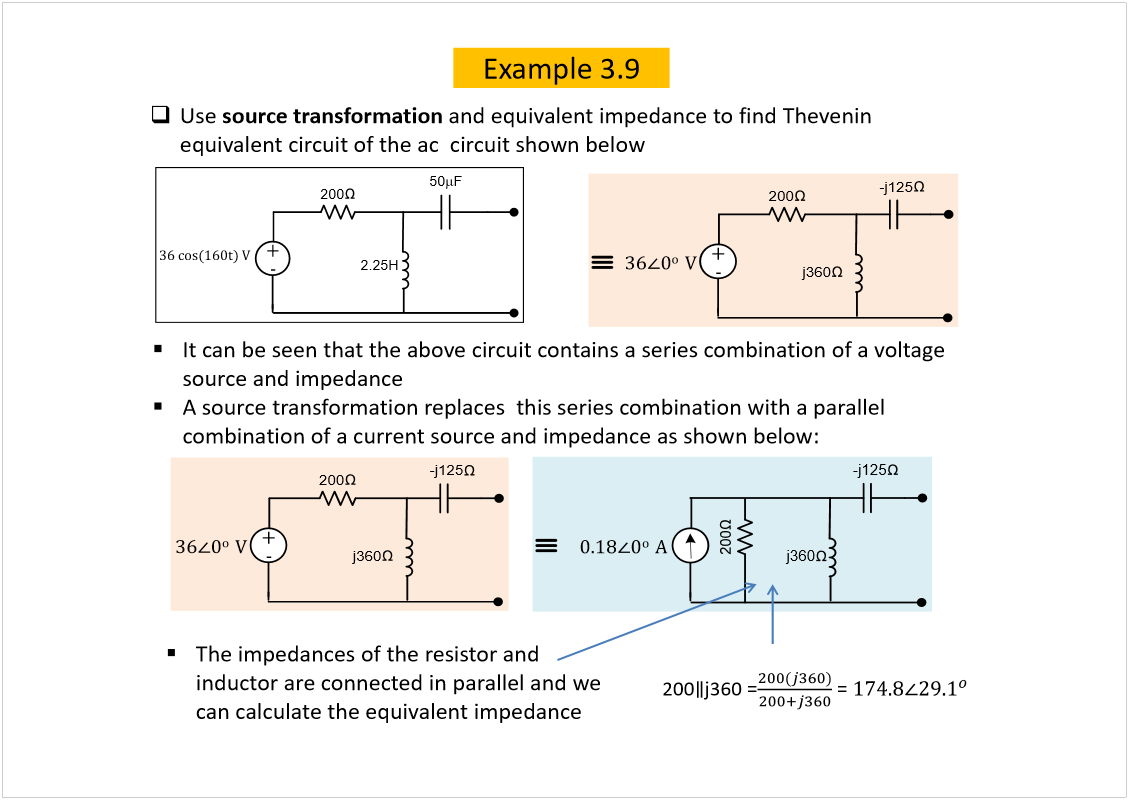 Example 3.9
❑ Use source transformation and equivalent impedance to find Thevenin
equivalent circuit of the ac circuit shown below
200Ω
50μF
36 cos(160t) V
+
-
2.25H
≡
36∠0° V
+
-
200Ω
-j125Ω
j360Ω
▪ It can be seen that the above circuit contains a series combination of a voltage
source and impedance
▪ A source transformation replaces this series combination with a parallel
combination of a current source and impedance as shown below:
200Ω
-j125Ω
36∠0° V
+
-
j360Ω
≡
0.18∠0° A
200Ω
j360Ω
-j125Ω
▪ The impedances of the resistor and
inductor are connected in parallel and we
can calculate the equivalent impedance
200||j360 = 200(j360) / 200+j360 = 174.8∠29.1°